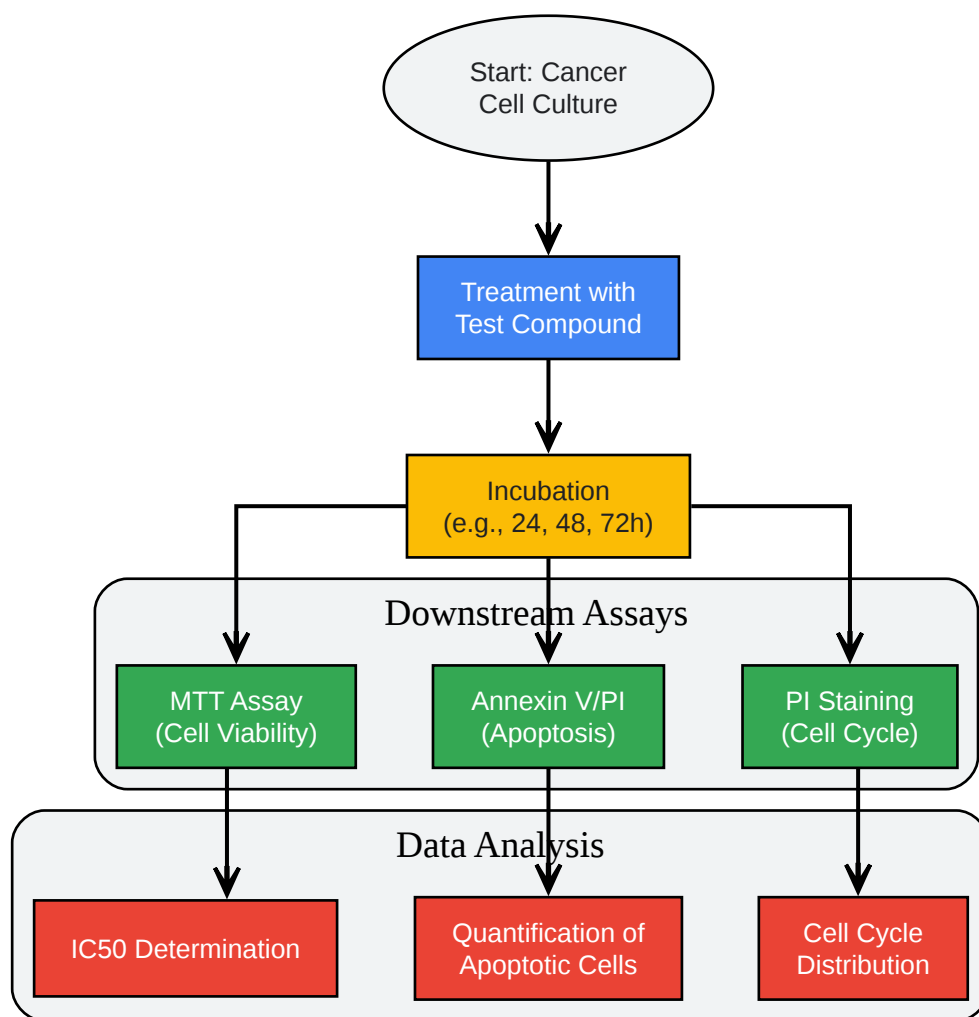 Start: Cancer
Cell Culture
Treatment with
Test Compound
Incubation
(e.g., 24, 48, 72h)
Downstream Assays
MTT Assay
(Cell Viability)
Annexin V/PI
(Apoptosis)
PI Staining
(Cell Cycle)
Data Analysis
IC50 Determination
Quantification of
Apoptotic Cells
Cell Cycle
Distribution